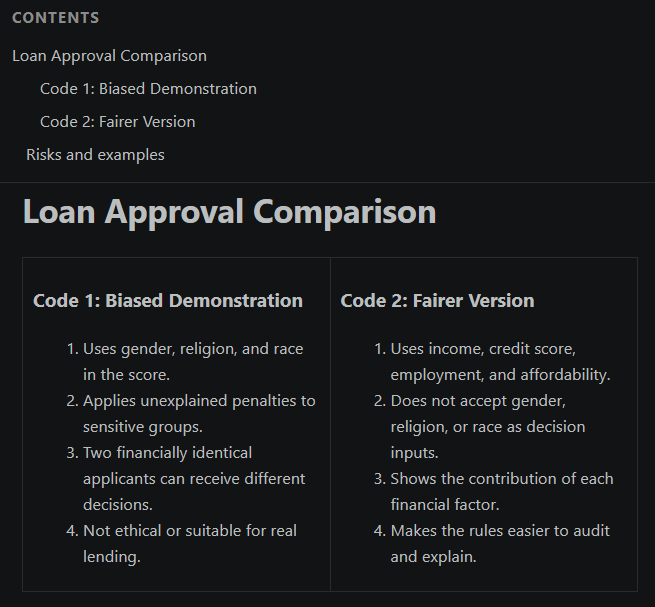 CONTENTS
Loan Approval Comparison
Code 1: Biased Demonstration
Code 2: Fairer Version
Risks and examples
Loan Approval Comparison
Code 1: Biased Demonstration
1. Uses gender, religion, and race
in the score.
2. Applies unexplained penalties to
sensitive groups.
3. Two financially identical
applicants can receive different
decisions.
4. Not ethical or suitable for real
lending.
Code 2: Fairer Version
1. Uses income, credit score,
employment, and affordability.
2. Does not accept gender,
religion, or race as decision
inputs.
3. Shows the contribution of each
financial factor.
4. Makes the rules easier to audit
and explain.